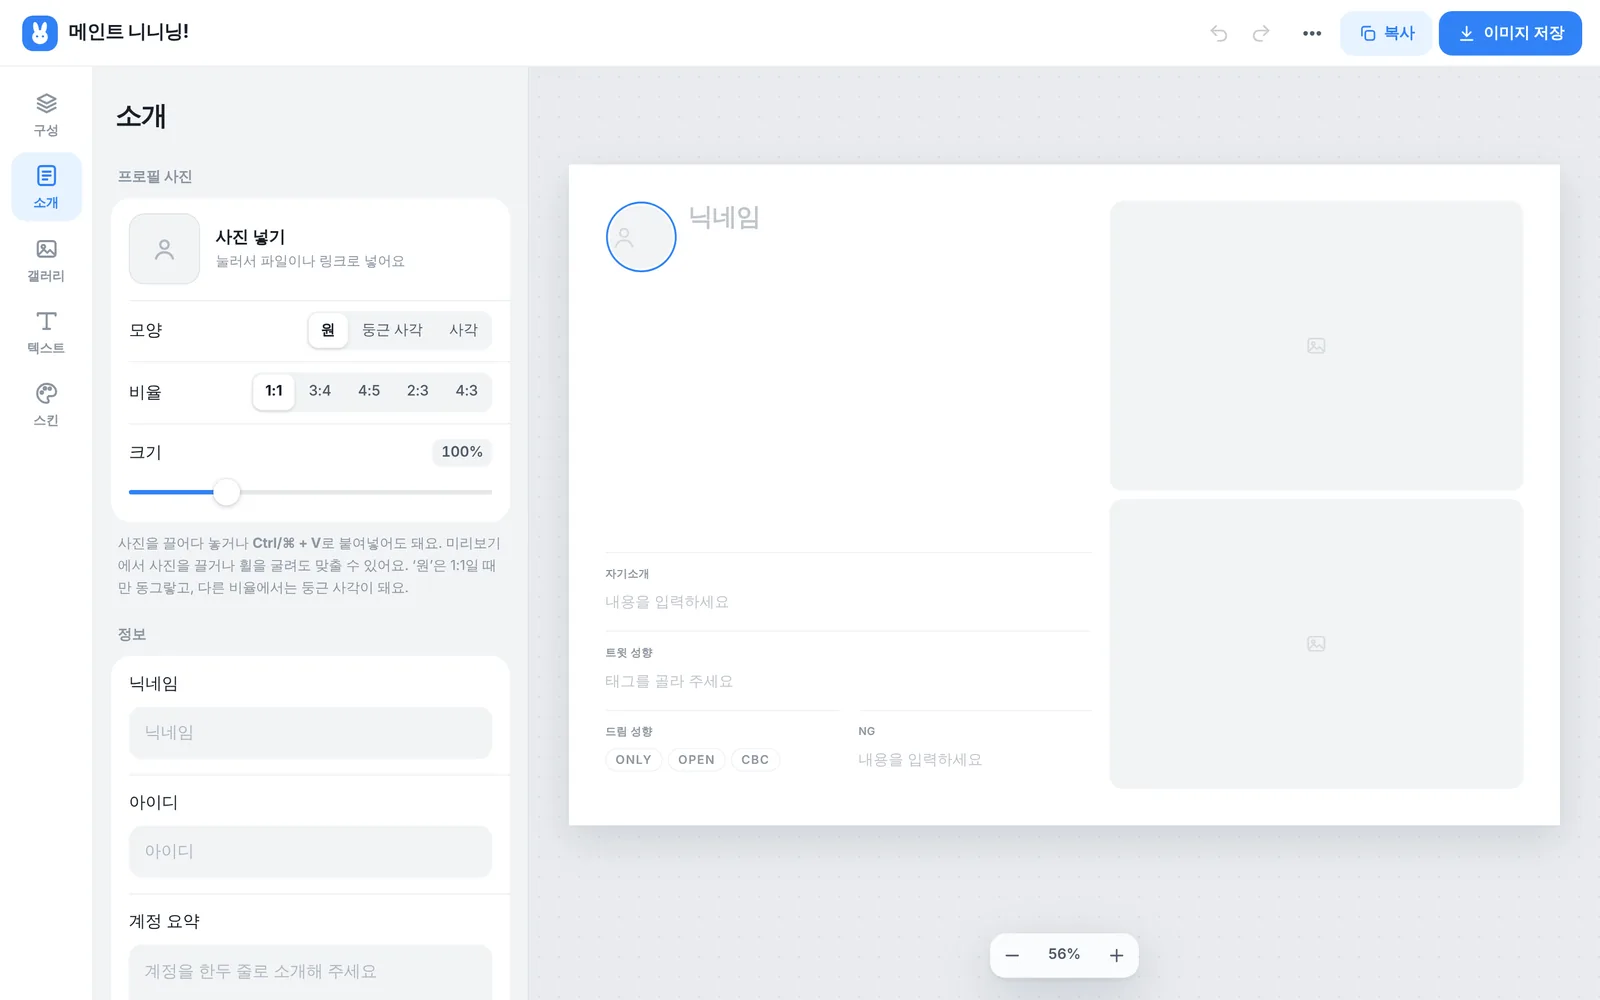 메인트 니니닝!
복사
이미지 저장
구성
소개
갤러리
텍스트
스킨
소개
프로필 사진
사진 넣기
눌러서 파일이나 링크로 넣어요
모양
원 둥근 사각 사각
비율
1:1 3:4 4:5 2:3 4:3
크기
100%
사진을 끌어다 놓거나 Ctrl/⌘ + V로 붙여넣어도 돼요. 미리보기
에서 사진을 끌거나 휠을 굴려도 맞출 수 있어요. ‘원’은 1:1일 때
만 동그랗고, 다른 비율에서는 둥근 사각이 돼요.
정보
닉네임
닉네임
아이디
아이디
계정 요약
계정을 한두 줄로 소개해 주세요
닉네임
자기소개
내용을 입력하세요
트윗 성향
태그를 골라 주세요
드림 성향
ONLY OPEN CBC
NG
내용을 입력하세요
56%